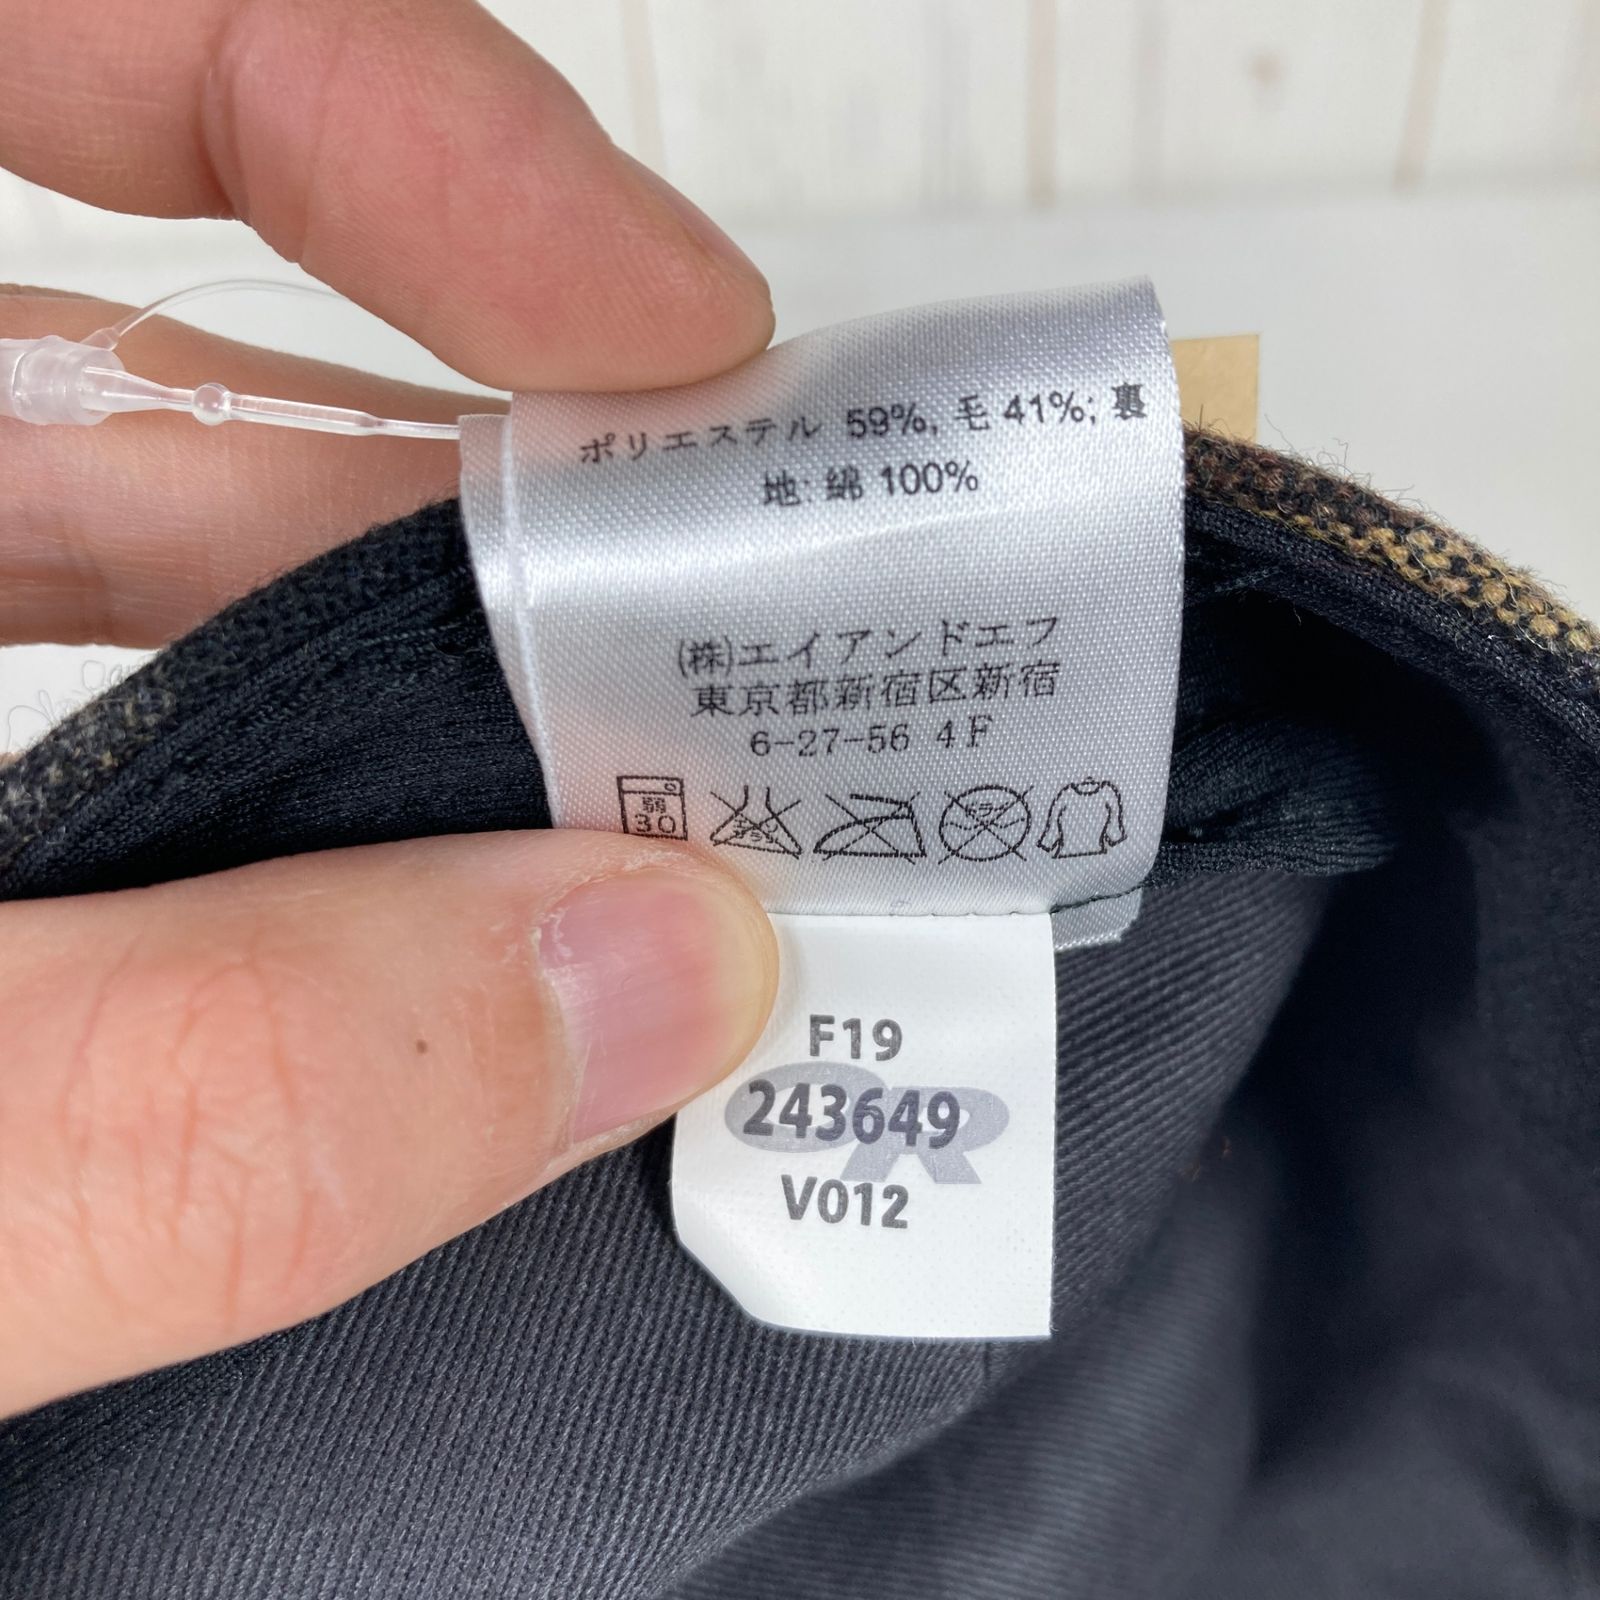 ポリエステル 59%, 毛 41%; 裏
地: 綿 100%
(株)エイアンドエフ
東京都新宿区新宿
6-27-56 4F
弱
30
F19
OR
243649
V012